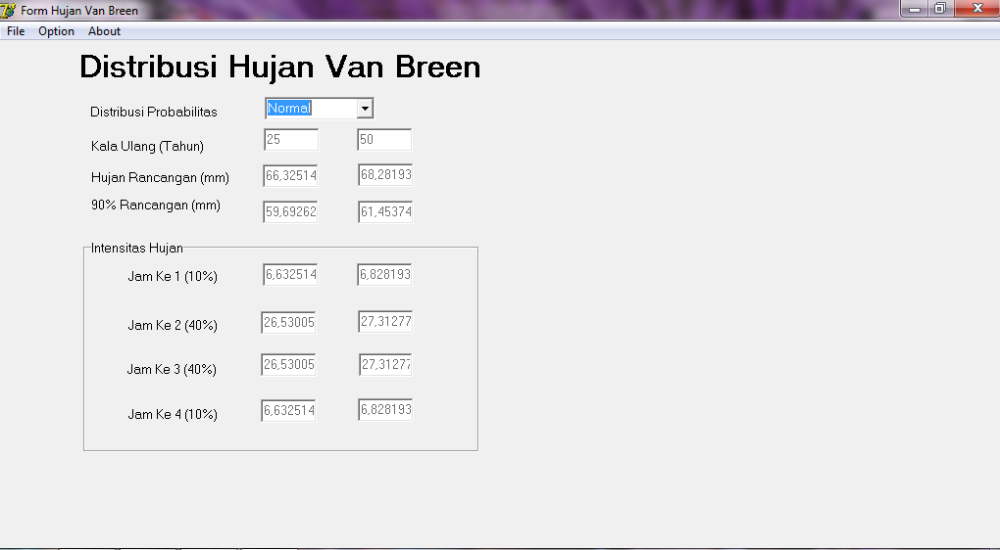 Form Hujan Van Breen
File Option About
Distribusi Hujan Van Breen
Distribusi Probabilitas Normal
Kala Ulang (Tahun) 25 50
Hujan Rancangan (mm) 66,32514 68,28193
90% Rancangan (mm) 59,69262 61,45374
Intensitas Hujan
Jam Ke 1 (10%) 6,632514 6,828193
Jam Ke 2 (40%) 26,53005 27,31277
Jam Ke 3 (40%) 26,53005 27,31277
Jam Ke 4 (10%) 6,632514 6,828193